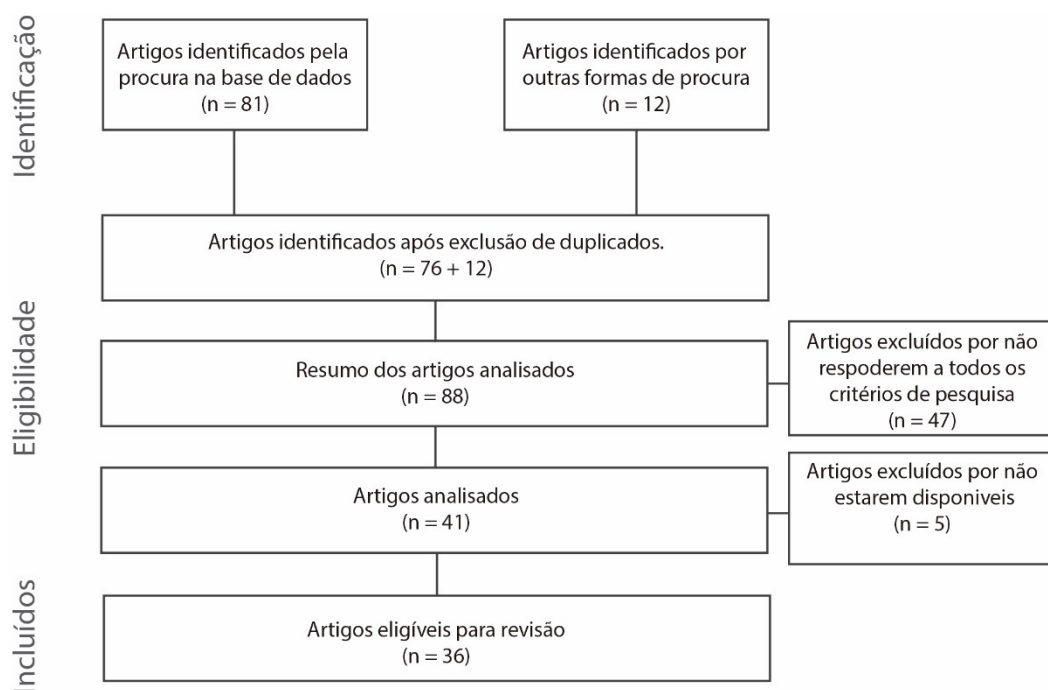 Identificação
Artigos identificados pela
procura na base de dados
(n = 81)
Artigos identificados por
outras formas de procura
(n = 12)
Artigos identificados após exclusão de duplicados.
(n = 76 + 12)
Eligibilidade
Resumo dos artigos analisados
(n = 88)
Artigos excluídos por não
respoderem a todos os
critérios de pesquisa
(n = 47)
Artigos analisados
(n = 41)
Artigos excluídos por não
estarem disponiveis
(n = 5)
Incluídos
Artigos eligíveis para revisão
(n = 36)